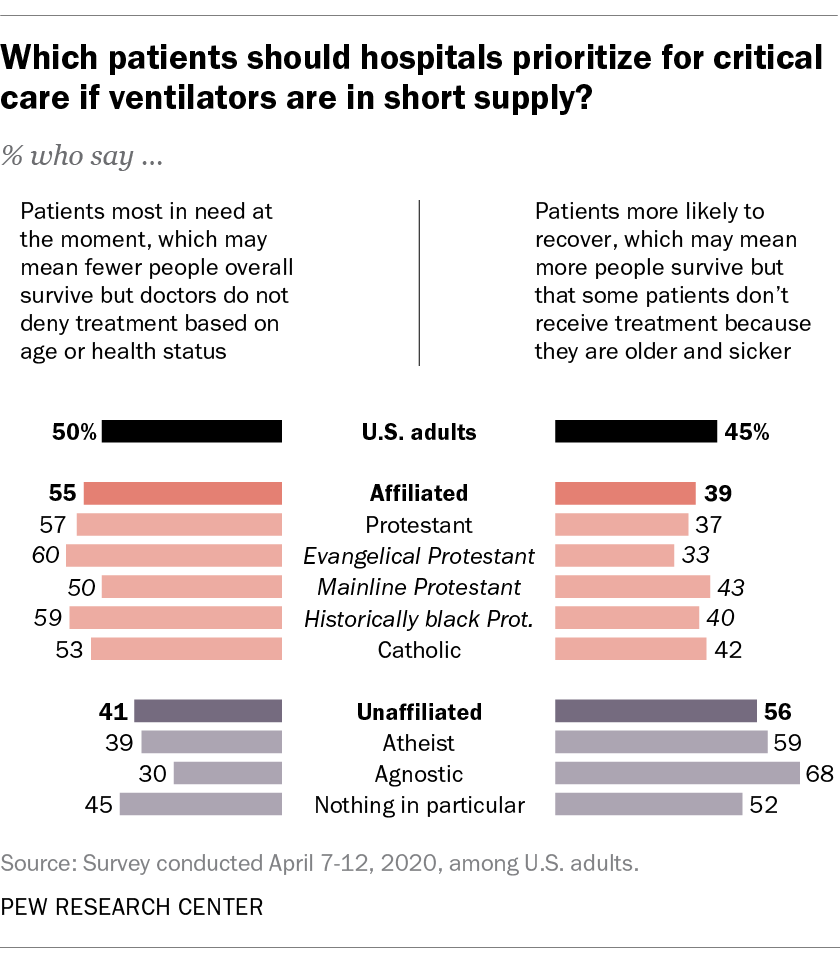 Which patients should hospitals prioritize for critical
care if ventilators are in short supply?
% who say ...
Patients most in need at
the moment, which may
mean fewer people overall
survive but doctors do not
deny treatment based on
age or health status
Patients more likely to
recover, which may mean
more people survive but
that some patients don't
receive treatment because
they are older and sicker
50% U.S. adults 45%
55 Affiliated 39
57 Protestant 37
60 Evangelical Protestant 33
50 Mainline Protestant 43
59 Historically black Prot. 40
53 Catholic 42
41 Unaffiliated 56
39 Atheist 59
30 Agnostic 68
45 Nothing in particular 52
Source: Survey conducted April 7-12, 2020, among U.S. adults.
PEW RESEARCH CENTER